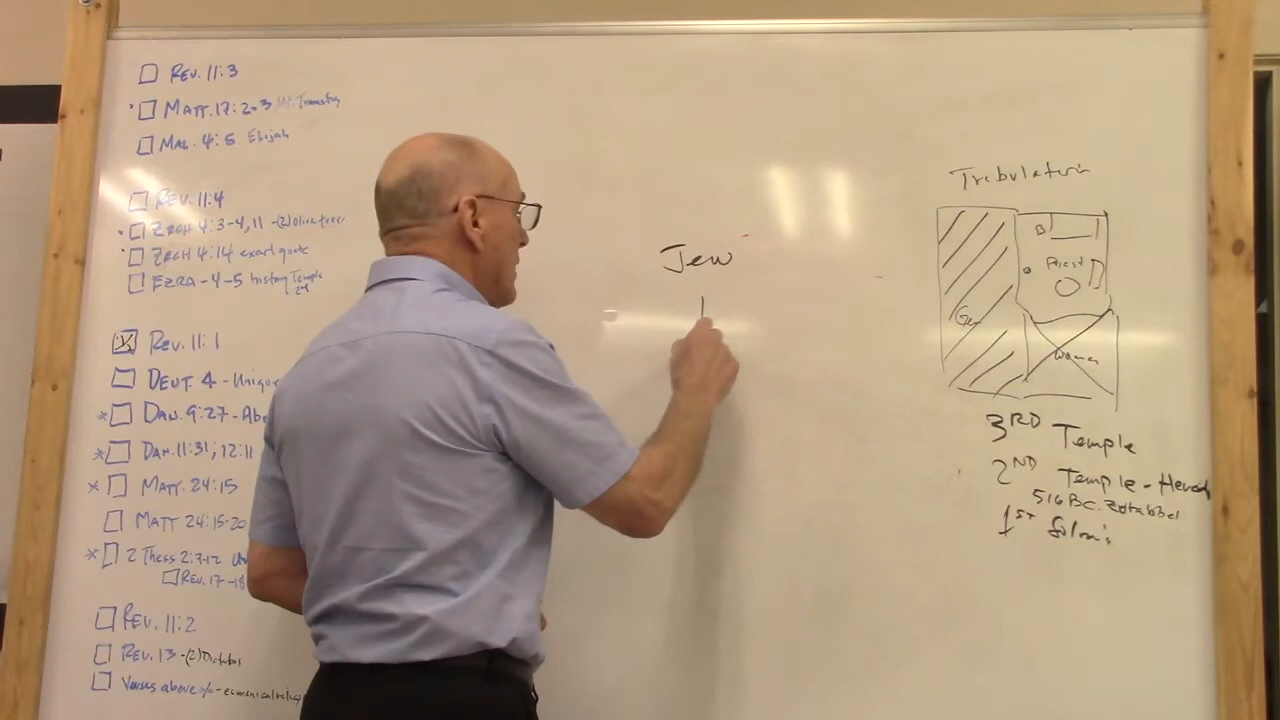 Rev. 11:3
Matt. 17:2-3 Mt. Transfig
Mal. 4:5 Elijah
Rev. 11:4
Zech 4:3-4, 11 - (2) Olive trees
Zech 4:14 exact quote
Ezra - 4-5 history Temple
2nd
Rev. 11:1
Deut. 4 - Uniqu
Dan. 9:27 - Abo
Dan. 11:31; 12:11
Matt. 24:15
Matt 24:15-20
2 Thess 2:7-12
Rev. 17-18
Rev. 11:2
Rev. 13 - (2)
Verses above
Jew
Tribulation
B
Priest
Women
3RD Temple
2ND Temple - Herod
516 BC.
1ST